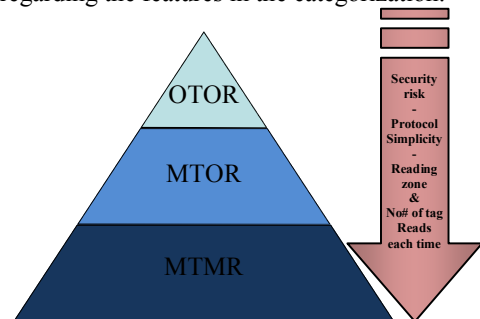 regarding the features in the categorization.
OTOR
MTOR
MTMR
Security
risk
-
Protocol
Simplicity
-
Reading
zone
&
No# of tag
Reads
each time